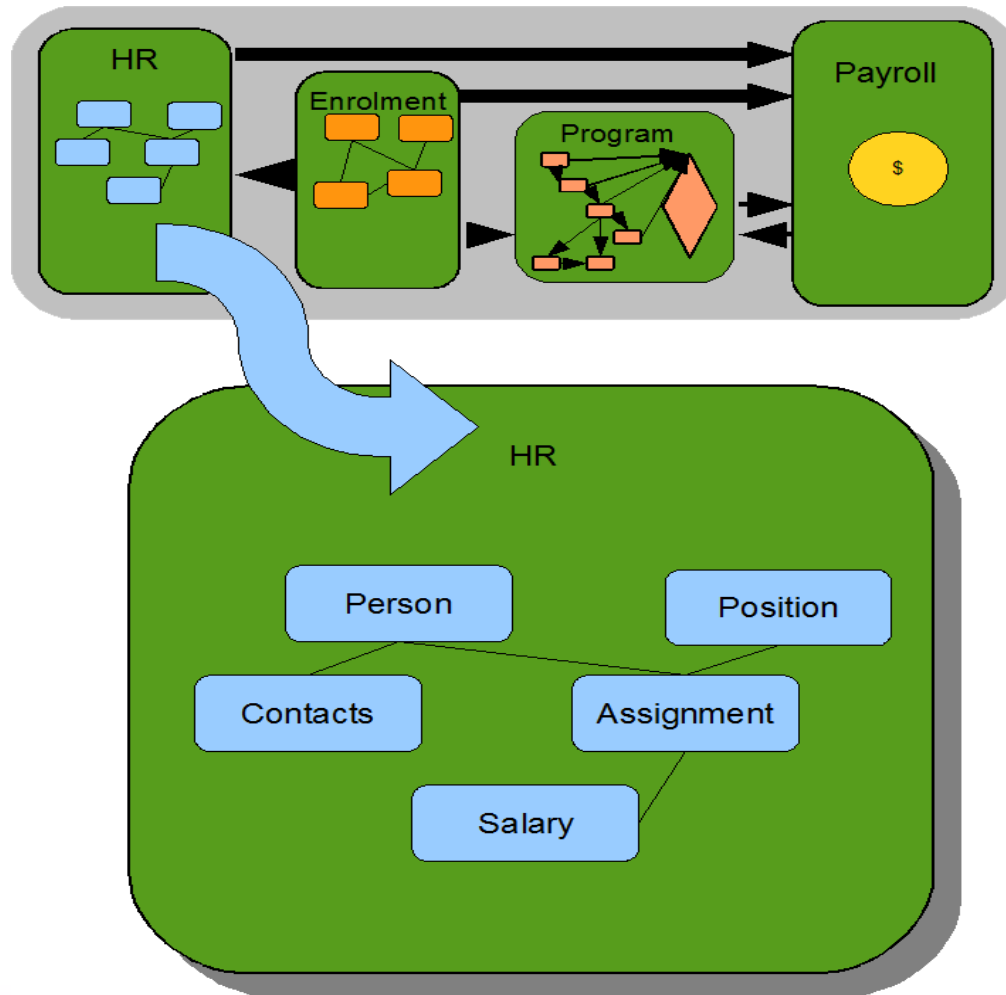 HR
Enrolment
Program
Payroll
$
HR
Person
Position
Contacts
Assignment
Salary